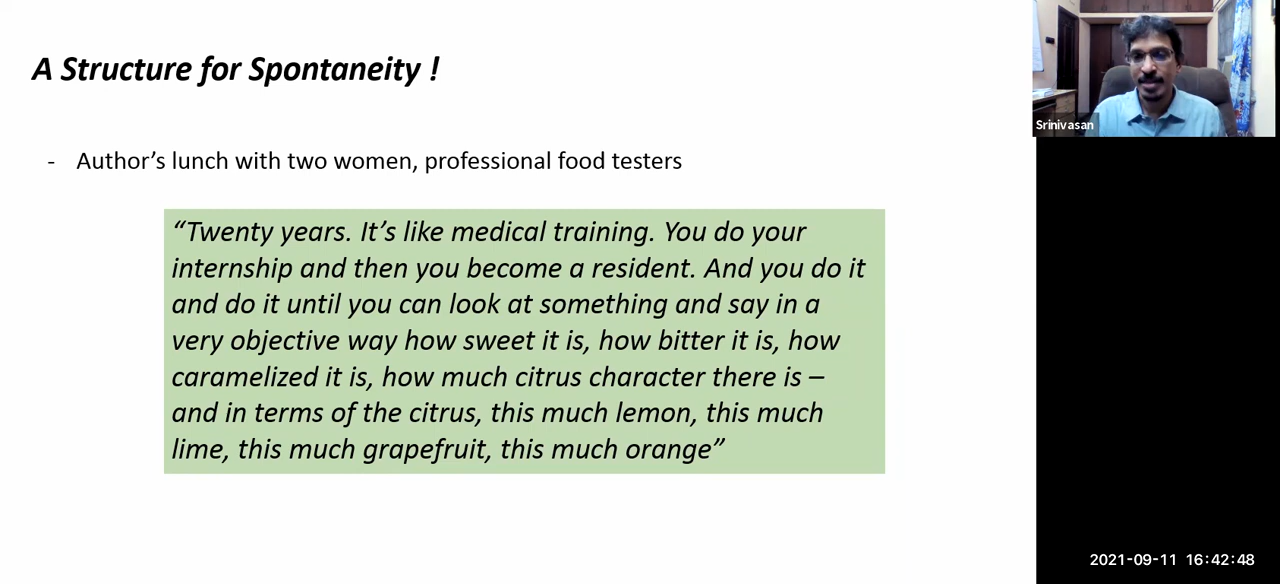 A Structure for Spontaneity !
- Author’s lunch with two women, professional food testers
“Twenty years. It’s like medical training. You do your
internship and then you become a resident. And you do it
and do it until you can look at something and say in a
very objective way how sweet it is, how bitter it is, how
caramelized it is, how much citrus character there is –
and in terms of the citrus, this much lemon, this much
lime, this much grapefruit, this much orange”
Srinivasan
2021-09-11 16:42:48